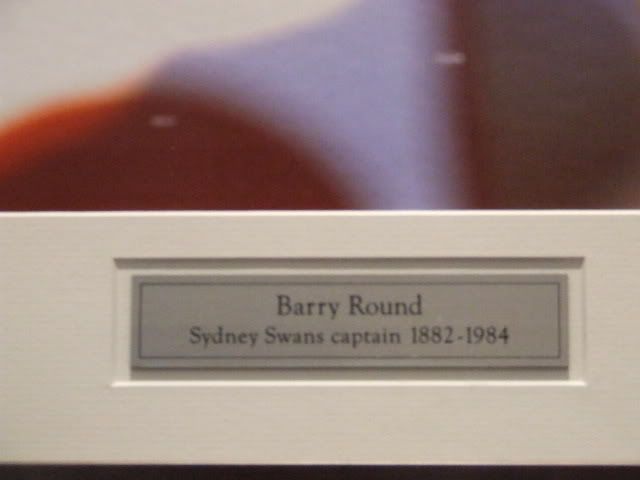 Barry Round
Sydney Swans captain 1882-1984